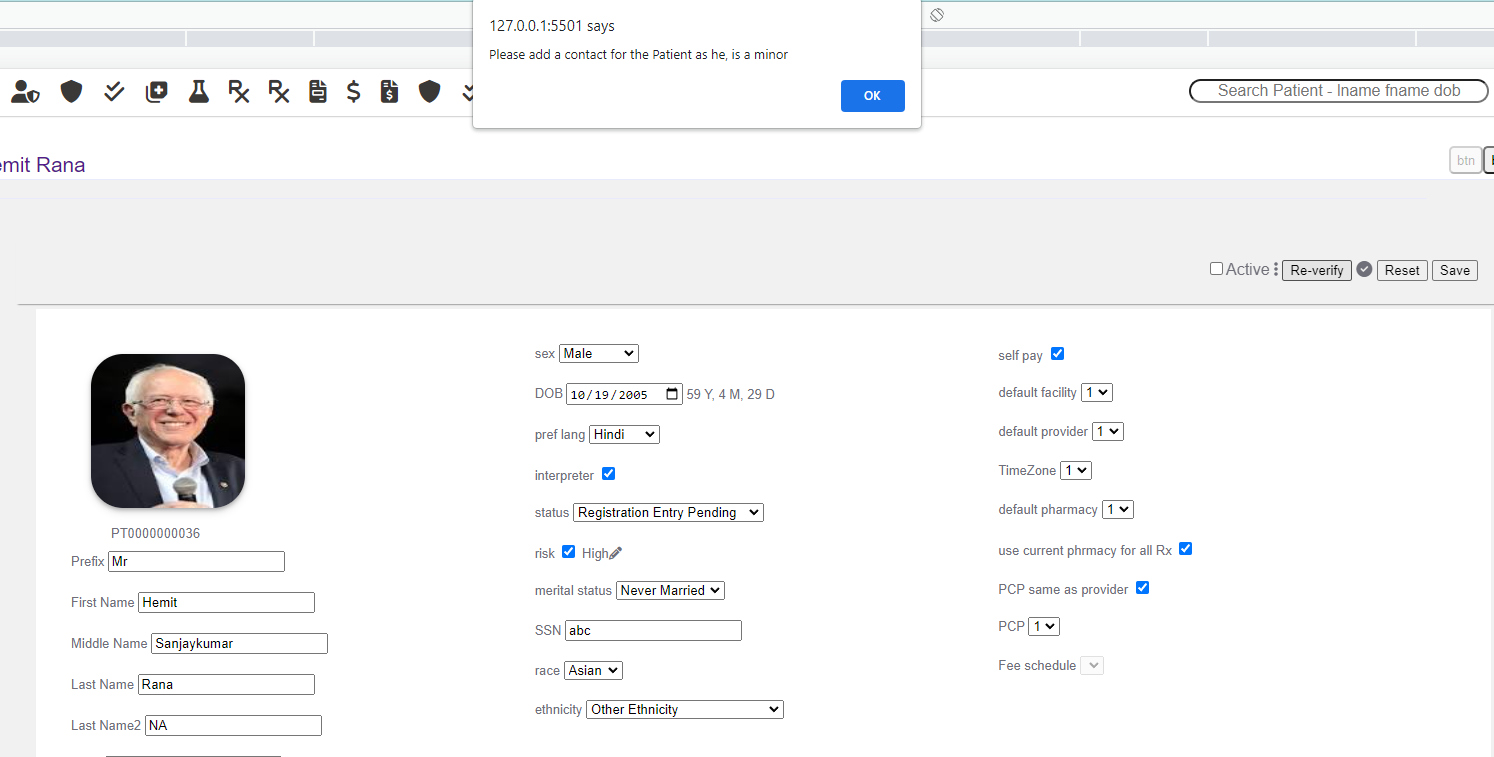 127.0.0.1:5501 says
Please add a contact for the Patient as he, is a minor
OK
Search Patient - lname fname dob
emit Rana
btn
Active Re-verify Reset Save
PT0000000036
Prefix Mr
First Name Hemit
Middle Name Sanjaykumar
Last Name Rana
Last Name2 NA
sex Male
DOB 10/19/2005 59 Y, 4 M, 29 D
pref lang Hindi
interpreter
status Registration Entry Pending
risk High
merital status Never Married
SSN abc
race Asian
ethnicity Other Ethnicity
self pay
default facility 1
default provider 1
TimeZone 1
default pharmacy 1
use current phrmacy for all Rx
PCP same as provider
PCP 1
Fee schedule